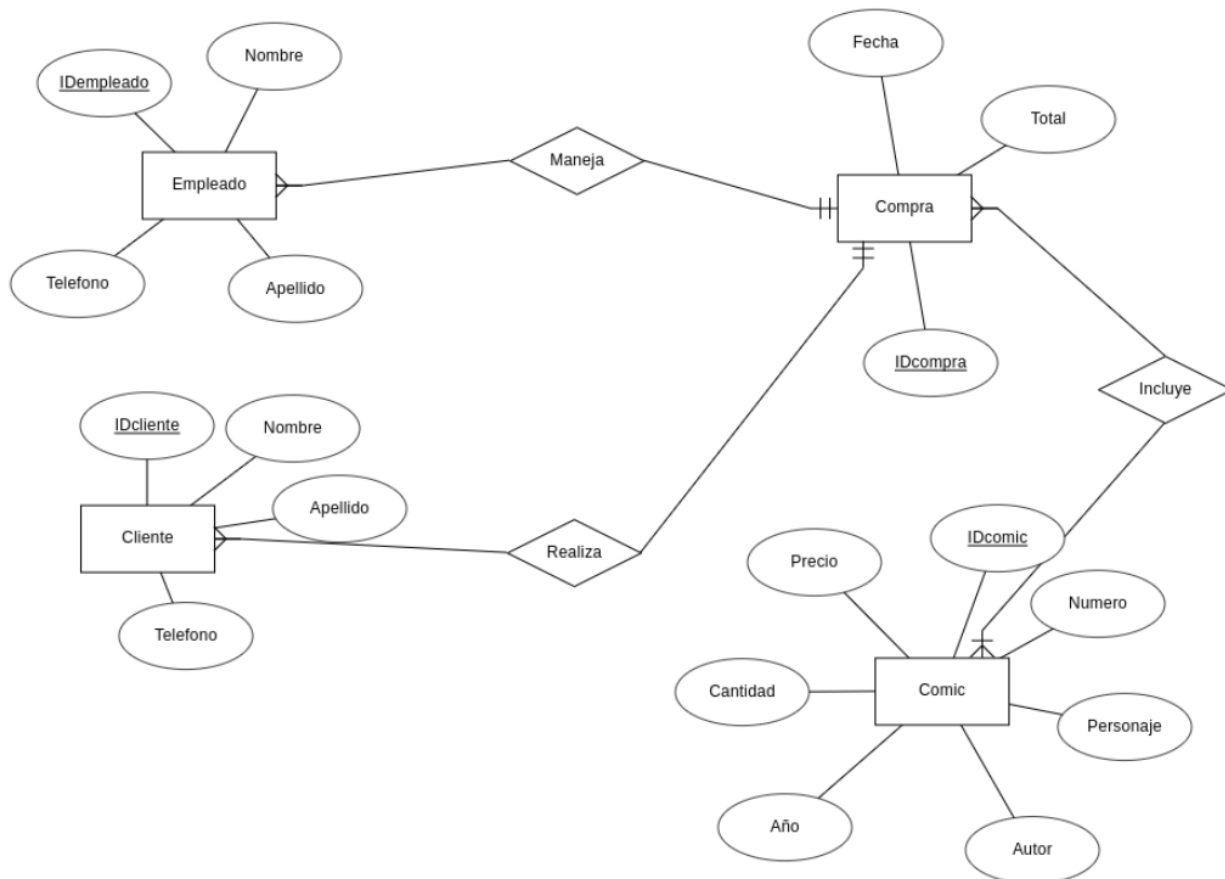 Fecha
Nombre
IDempleado
Total
Maneja
Empleado
Compra
Telefono
Apellido
IDcompra
Incluye
IDcliente
Nombre
Apellido
Cliente
Realiza
IDcomic
Precio
Numero
Telefono
Cantidad
Comic
Personaje
Año
Autor